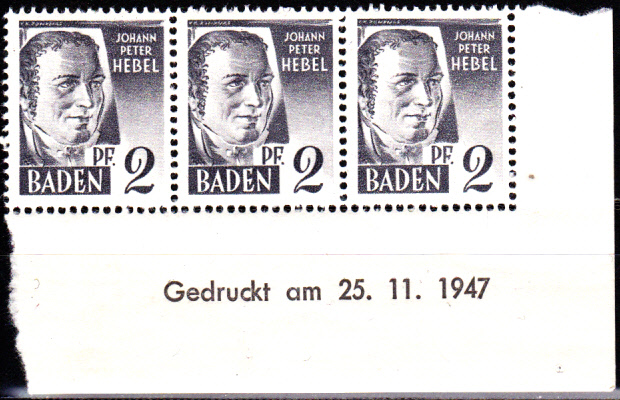 JOHANN
PETER
HEBEL
PF. 2
BADEN
JOHANN
PETER
HEBEL
PF. 2
BADEN
JOHANN
PETER
HEBEL
PF. 2
BADEN
Gedruckt am 25. 11. 1947